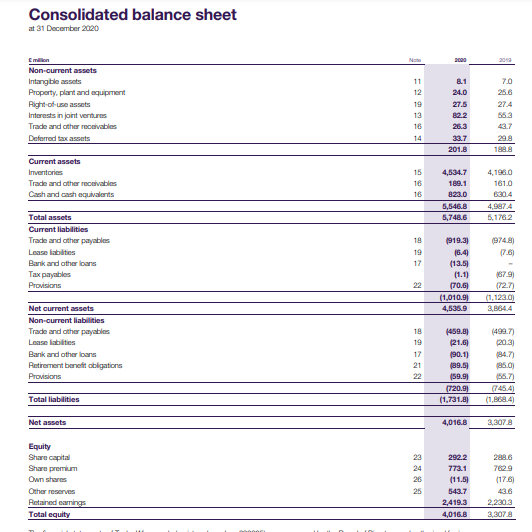 Consolidated balance sheet
at 31 December 2020
£ million Note 2020 2019
Non-current assets
Intangible assets 11 8.1 7.0
Property, plant and equipment 12 24.0 25.6
Right-of-use assets 19 27.5 27.4
Interests in joint ventures 13 82.2 55.3
Trade and other receivables 16 26.3 43.7
Deferred tax assets 14 33.7 29.8
201.8 188.8
Current assets
Inventories 15 4,534.7 4,196.0
Trade and other receivables 16 189.1 161.0
Cash and cash equivalents 16 823.0 630.4
5,546.8 4,987.4
Total assets 5,748.6 5,176.2
Current liabilities
Trade and other payables 18 (919.3) (974.8)
Lease liabilities 19 (6.4) (7.6)
Bank and other loans 17 (13.5) –
Tax payables (1.1) (67.9)
Provisions 22 (70.6) (72.7)
(1,010.9) (1,123.0)
Net current assets 4,535.9 3,864.4
Non-current liabilities
Trade and other payables 18 (459.8) (499.7)
Lease liabilities 19 (21.6) (20.3)
Bank and other loans 17 (90.1) (84.7)
Retirement benefit obligations 21 (89.5) (85.0)
Provisions 22 (59.9) (55.7)
(720.9) (745.4)
Total liabilities (1,731.8) (1,868.4)
Net assets 4,016.8 3,307.8
Equity
Share capital 23 292.2 288.6
Share premium 24 773.1 762.9
Own shares 26 (11.5) (17.6)
Other reserves 25 543.7 43.6
Retained earnings 2,419.3 2,230.3
Total equity 4,016.8 3,307.8